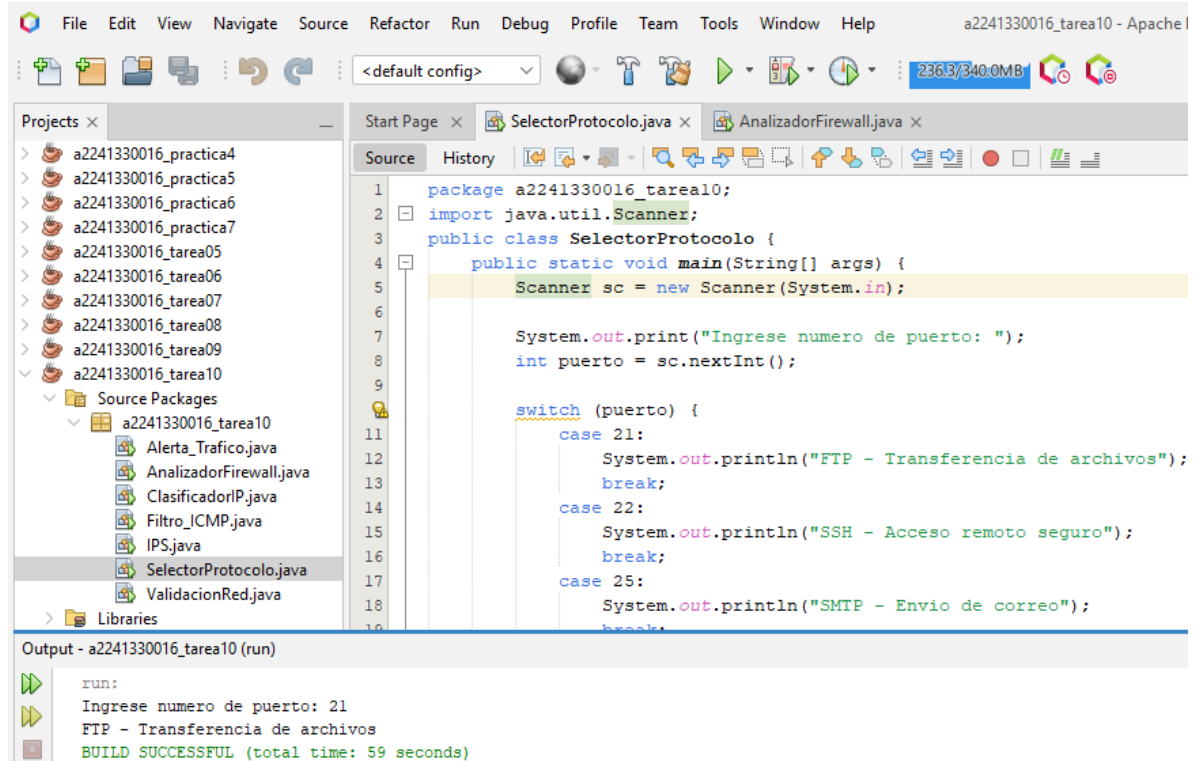 File Edit View Navigate Source Refactor Run Debug Profile Team Tools Window Help a2241330016_tarea10 - Apache
<default config> 236.3/340.0MB
Projects
a2241330016_practica4
a2241330016_practica5
a2241330016_practica6
a2241330016_practica7
a2241330016_tarea05
a2241330016_tarea06
a2241330016_tarea07
a2241330016_tarea08
a2241330016_tarea09
a2241330016_tarea10
Source Packages
a2241330016_tarea10
Alerta_Trafico.java
AnalizadorFirewall.java
ClasificadorIP.java
Filtro_ICMP.java
IPS.java
SelectorProtocolo.java
ValidacionRed.java
Libraries
Start Page SelectorProtocolo.java AnalizadorFirewall.java
Source History
1 package a2241330016_tarea10;
2 import java.util.Scanner;
3 public class SelectorProtocolo {
4 public static void main(String[] args) {
5 Scanner sc = new Scanner(System.in);
6
7 System.out.print("Ingrese numero de puerto: ");
8 int puerto = sc.nextInt();
9
switch (puerto) {
11 case 21:
12 System.out.println("FTP - Transferencia de archivos");
13 break;
14 case 22:
15 System.out.println("SSH - Acceso remoto seguro");
16 break;
17 case 25:
18 System.out.println("SMTP - Envio de correo");
19 break;
Output - a2241330016_tarea10 (run)
run:
Ingrese numero de puerto: 21
FTP - Transferencia de archivos
BUILD SUCCESSFUL (total time: 59 seconds)